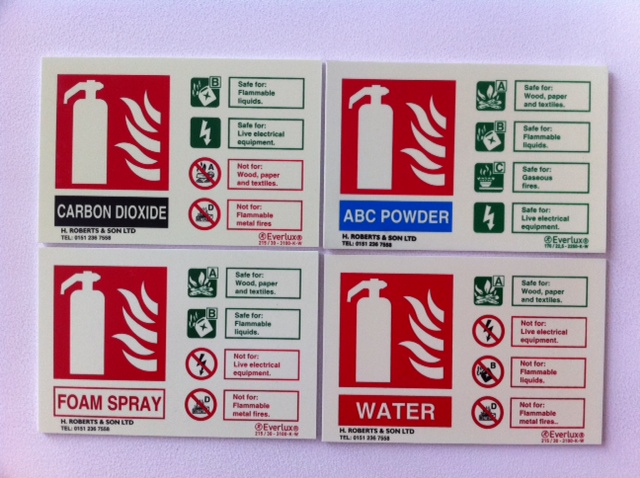 B
Safe for:
Flammable
liquids.
Safe for:
Live electrical
equipment.
A
Not for:
Wood, paper
and textiles.
D
Not for:
Flammable
metal fires
CARBON DIOXIDE
H. ROBERTS & SON LTD
TEL: 0151 236 7558
Everlux®
A
Safe for:
Wood, paper
and textiles.
B
Safe for:
Flammable
liquids.
C
Safe for:
Gaseous
fires.
Safe for:
Live electrical
equipment.
ABC POWDER
H. ROBERTS & SON LTD
TEL: 0151 236 7558
Everlux®
A
Safe for:
Wood, paper
and textiles.
B
Safe for:
Flammable
liquids.
Not for:
Live electrical
equipment.
D
Not for:
Flammable
metal fires.
FOAM SPRAY
H. ROBERTS & SON LTD
TEL: 0151 236 7558
Everlux®
A
Safe for:
Wood, paper
and textiles.
Not for:
Live electrical
equipment.
B
Not for:
Flammable
liquids.
D
Not for:
Flammable
metal fires..
WATER
H. ROBERTS & SON LTD
TEL: 0151 236 7558
Everlux®